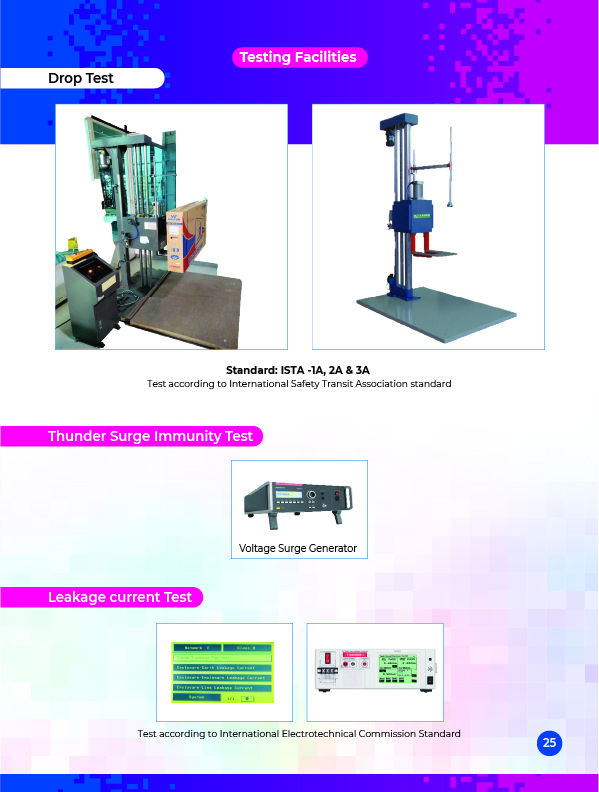 Testing Facilities
Drop Test
Standard: ISTA -1A, 2A & 3A
Test according to International Safety Transit Association standard
Thunder Surge Immunity Test
Voltage Surge Generator
Leakage current Test
Network
Class B
Enclosure-Earth Leakage Current
Enclosure-Enclosure Leakage Current
Enclosure-Line Leakage Current
System
1/1
Test according to International Electrotechnical Commission Standard
25